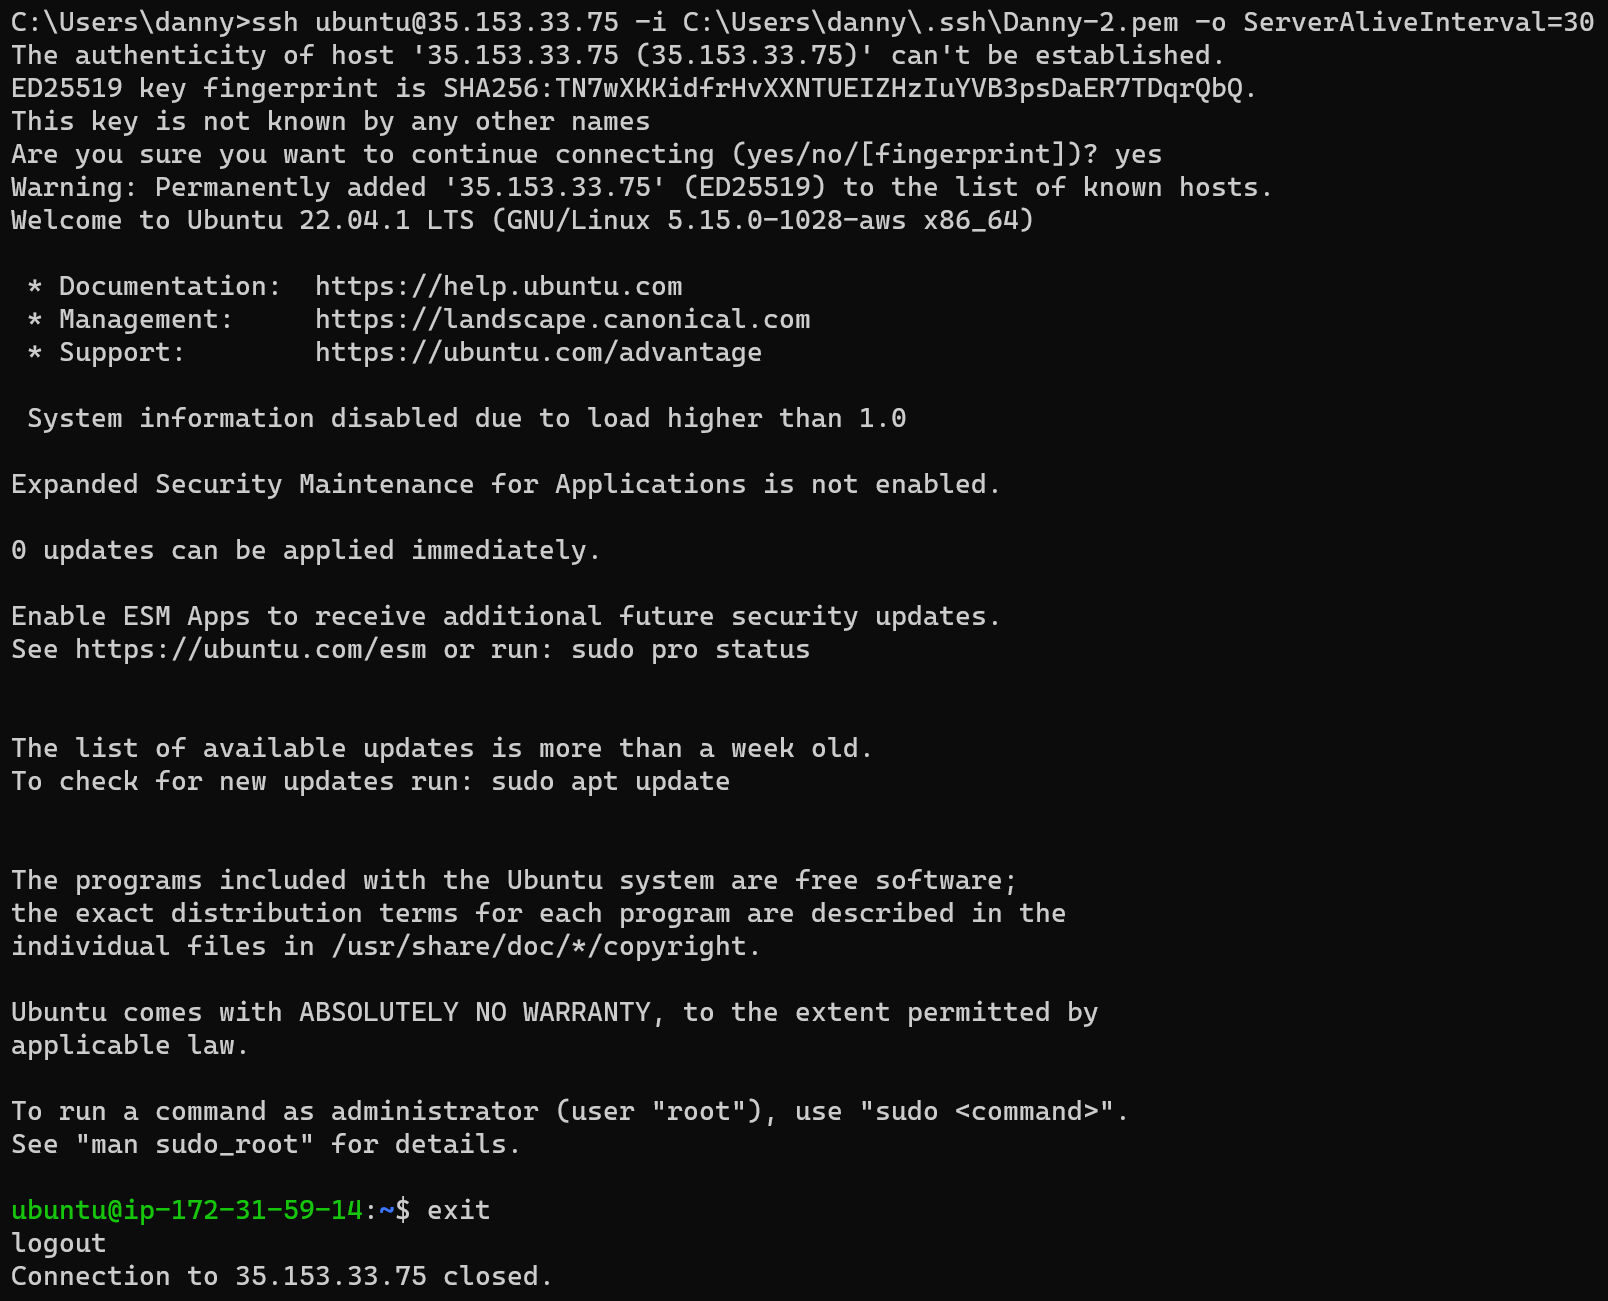 C:\Users\danny>ssh ubuntu@35.153.33.75 -i C:\Users\danny\.ssh\Danny-2.pem -o ServerAliveInterval=30
The authenticity of host '35.153.33.75 (35.153.33.75)' can't be established.
ED25519 key fingerprint is SHA256:TN7wXKKidfrHvXXNTUEIZHzIuYVB3psDaER7TDqrQbQ.
This key is not known by any other names
Are you sure you want to continue connecting (yes/no/[fingerprint])? yes
Warning: Permanently added '35.153.33.75' (ED25519) to the list of known hosts.
Welcome to Ubuntu 22.04.1 LTS (GNU/Linux 5.15.0-1028-aws x86_64)
* Documentation:  https://help.ubuntu.com
* Management:     https://landscape.canonical.com
* Support:        https://ubuntu.com/advantage
System information disabled due to load higher than 1.0
Expanded Security Maintenance for Applications is not enabled.
0 updates can be applied immediately.
Enable ESM Apps to receive additional future security updates.
See https://ubuntu.com/esm or run: sudo pro status
The list of available updates is more than a week old.
To check for new updates run: sudo apt update
The programs included with the Ubuntu system are free software;
the exact distribution terms for each program are described in the
individual files in /usr/share/doc/*/copyright.
Ubuntu comes with ABSOLUTELY NO WARRANTY, to the extent permitted by
applicable law.
To run a command as administrator (user "root"), use "sudo <command>".
See "man sudo_root" for details.
ubuntu@ip-172-31-59-14:~$ exit
logout
Connection to 35.153.33.75 closed.